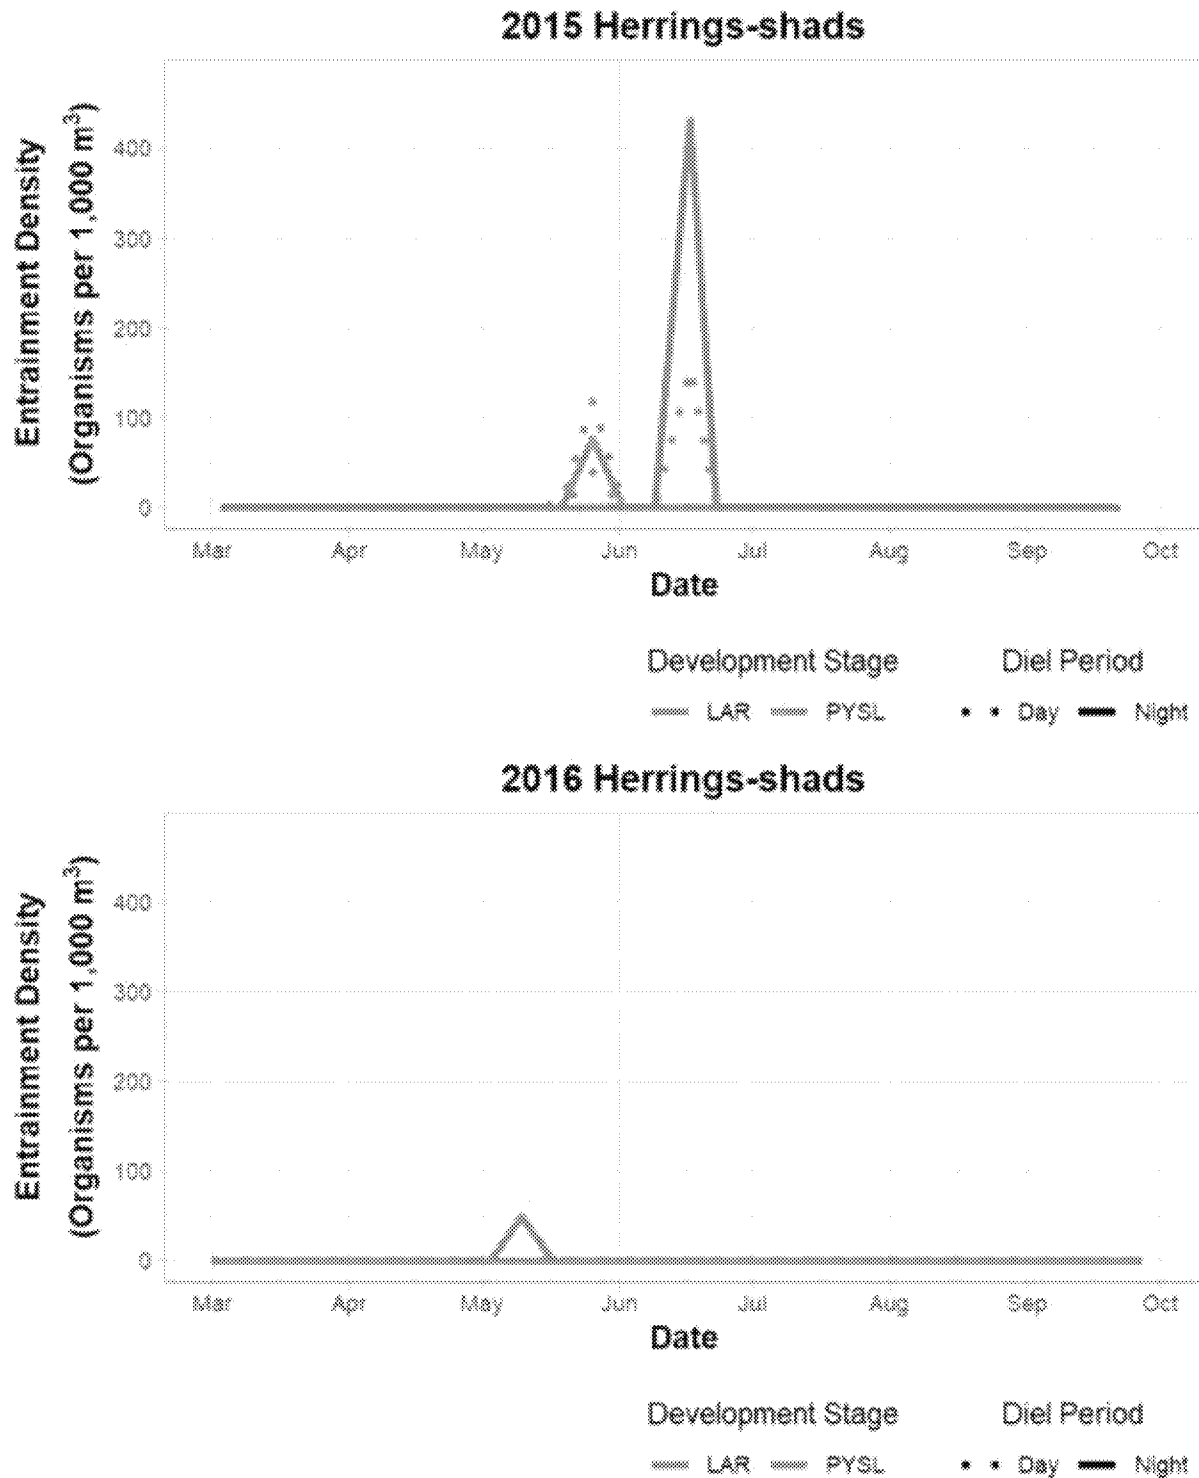 2015 Herrings-shads
Entrainment Density
(Organisms per 1,000 m³)
400
300
200
100
0
Mar Apr May Jun Jul Aug Sep Oct
Date
Development Stage Diel Period
LAR PYSL Day Night
2016 Herrings-shads
Entrainment Density
(Organisms per 1,000 m³)
400
300
200
100
0
Mar Apr May Jun Jul Aug Sep Oct
Date
Development Stage Diel Period
LAR PYSL Day Night